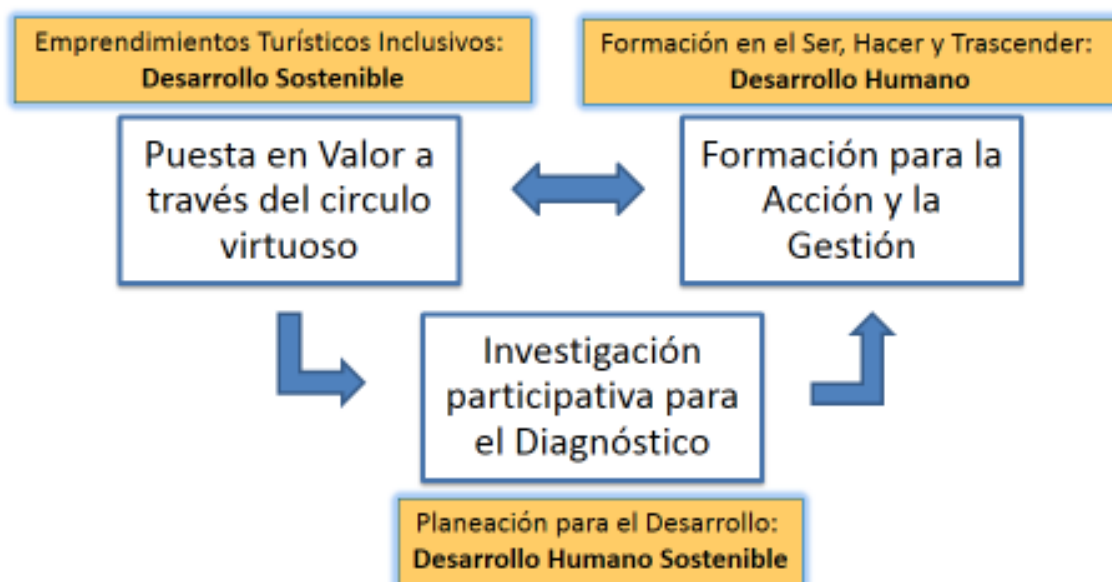 Emprendimientos Turísticos Inclusivos:
Desarrollo Sostenible
Formación en el Ser, Hacer y Trascender:
Desarrollo Humano
Puesta en Valor a
través del circulo
virtuoso
Formación para la
Acción y la
Gestión
Investigación
participativa para
el Diagnóstico
Planeación para el Desarrollo:
Desarrollo Humano Sostenible